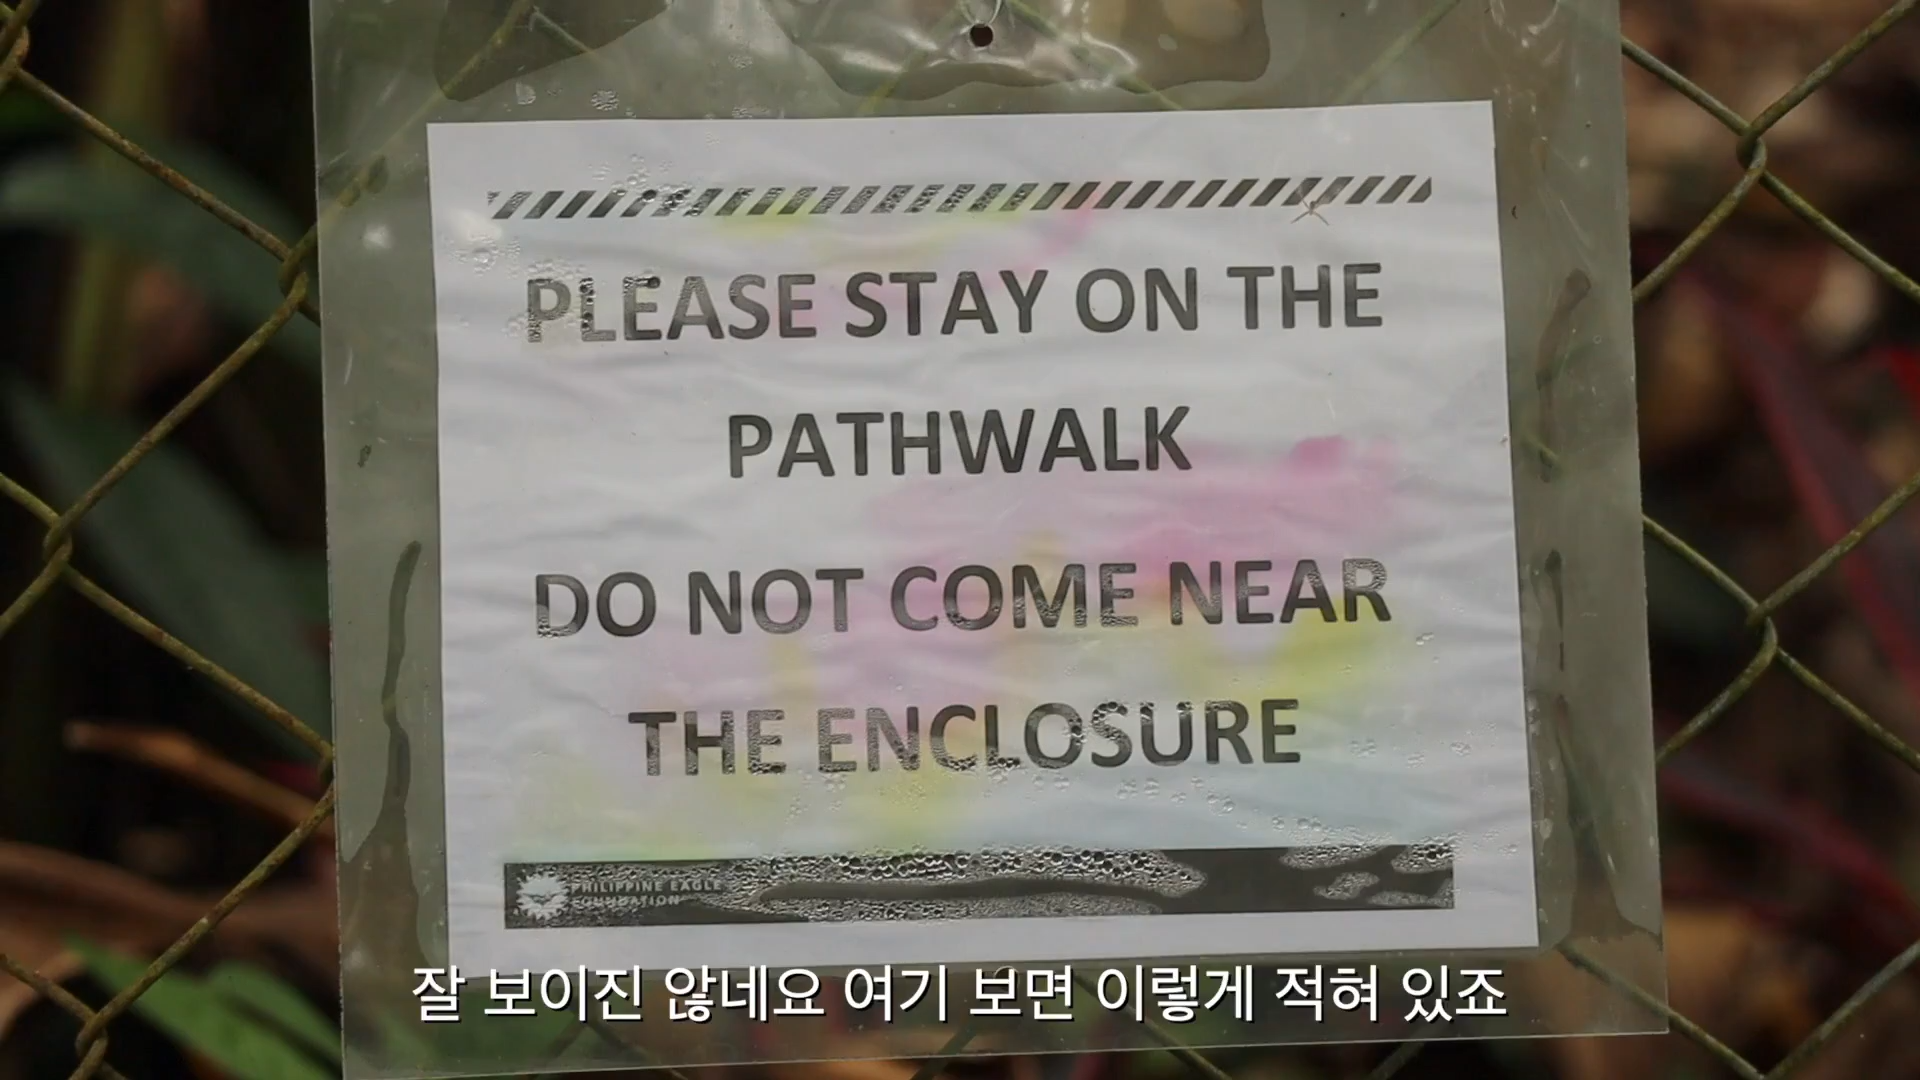 PLEASE STAY ON THE
PATHWALK
DO NOT COME NEAR
THE ENCLOSURE
PHILIPPINE EAGLE
FOUNDATION
잘 보이진 않네요 여기 보면 이렇게 적혀 있죠